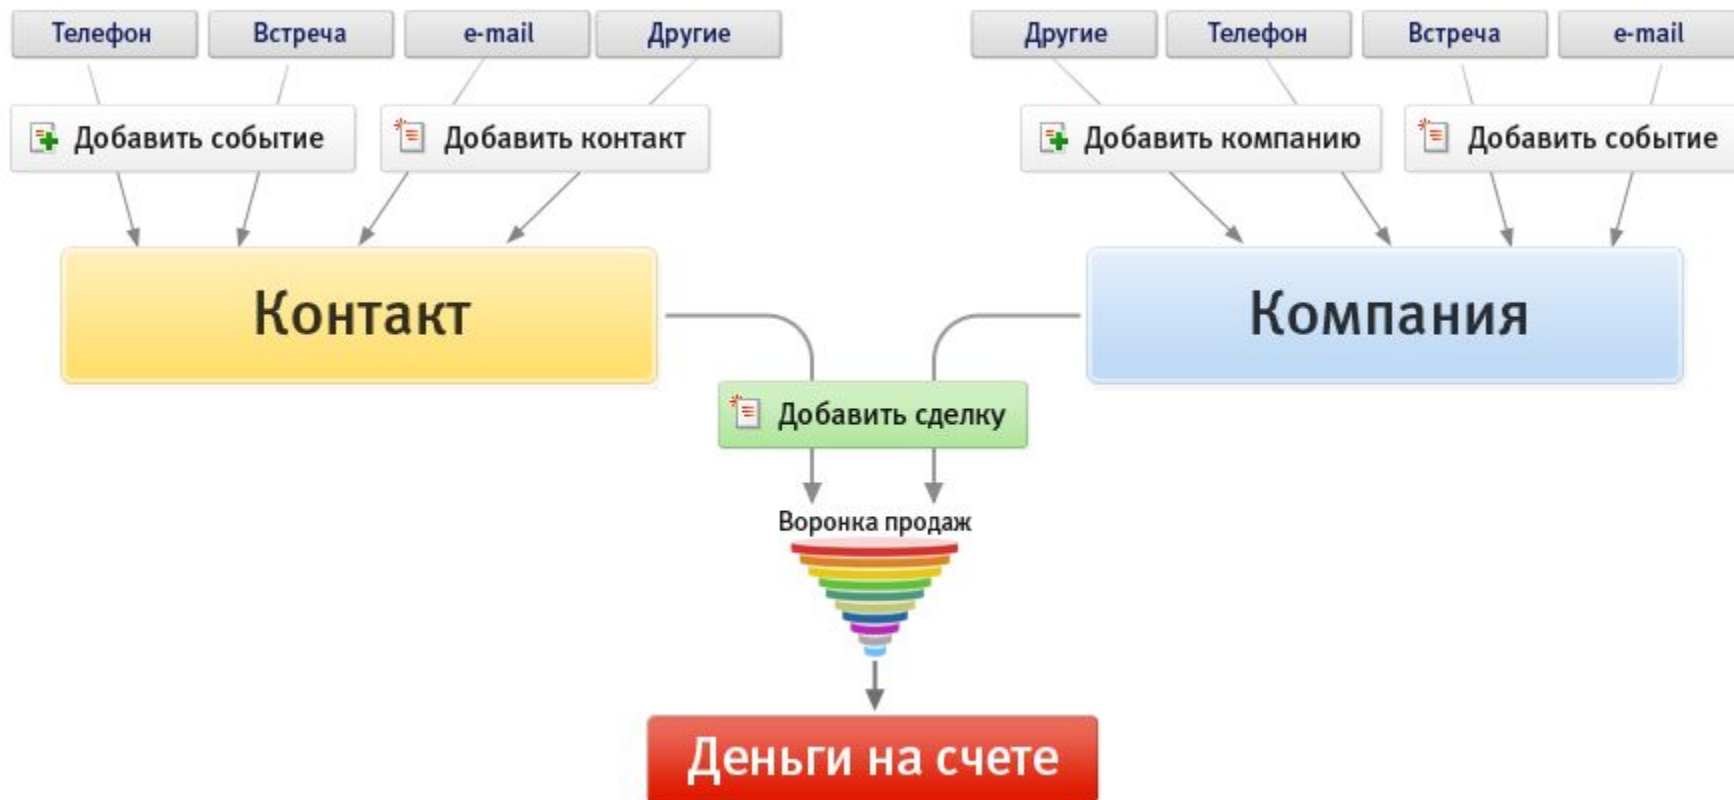 Телефон
Встреча
e-mail
Другие
Другие
Телефон
Встреча
e-mail
Добавить событие
Добавить контакт
Добавить компанию
Добавить событие
Контакт
Компания
Добавить сделку
Воронка продаж
Деньги на счете